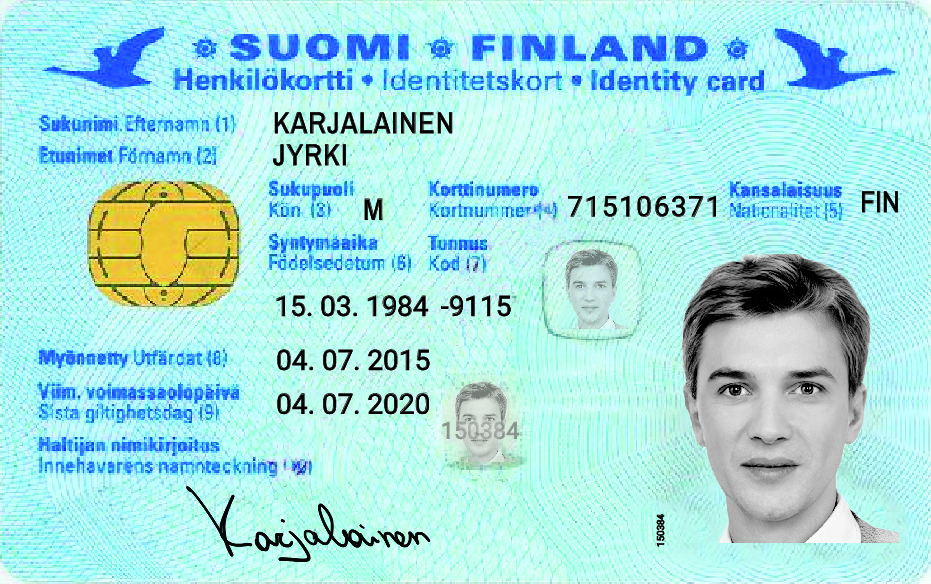 SUOMI FINLAND
Henkilökortti • Identitetskort • Identity card
Sukunimi Efternamn (1) KARJALAINEN
Etunimet Förnamn (2) JYRKI
Sukupuoli Korttinumero Kansalaisuus
Kön (3) M Kortnummer (4) 715106371 Nationalitet (5) FIN
Syntymäaika Tunnus
Födelsedetum (6) Kod (7)
15. 03. 1984 -9115
Myönnetty Utfärdat (8) 04. 07. 2015
Viim. voimassaolopäivä
Sista giltighetsdag (9) 04. 07. 2020
150384
Haltijan nimikirjoitus
Innehavarens namnteckning
Karjalainen
150384